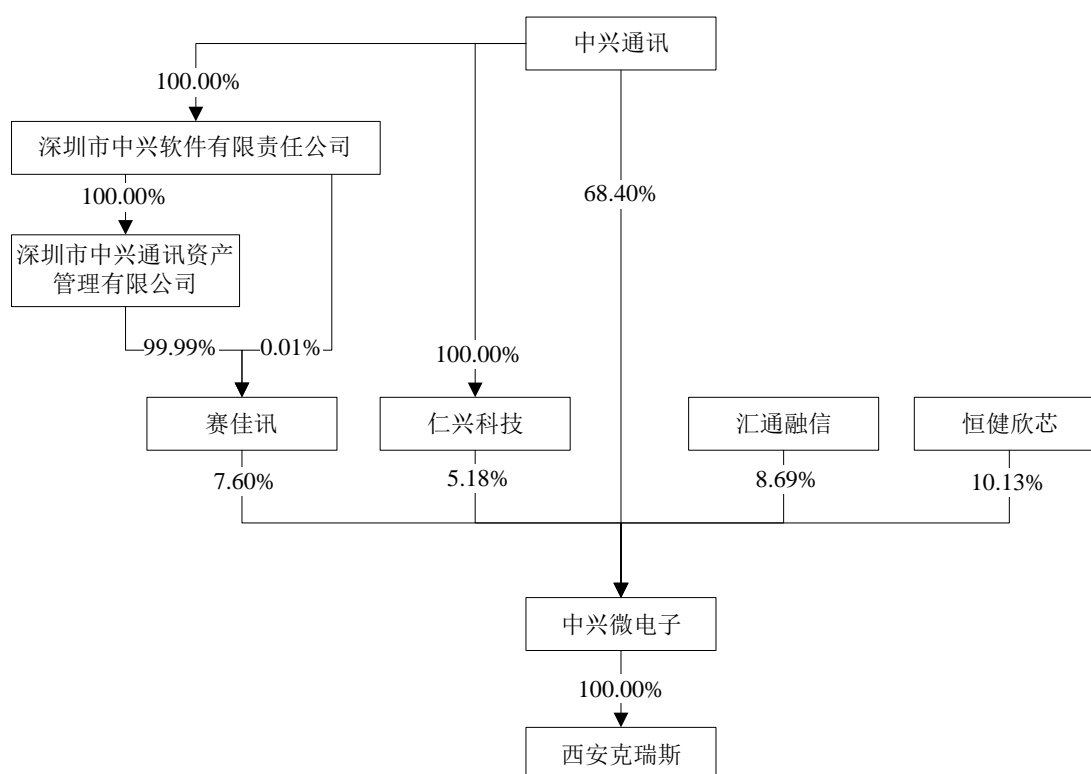 中兴通讯
100.00%
深圳市中兴软件有限责任公司
100.00%
68.40%
深圳市中兴通讯资产
管理有限公司
99.99%
0.01%
100.00%
赛佳讯
仁兴科技
汇通融信
恒健欣芯
7.60%
5.18%
8.69%
10.13%
中兴微电子
100.00%
西安克瑞斯